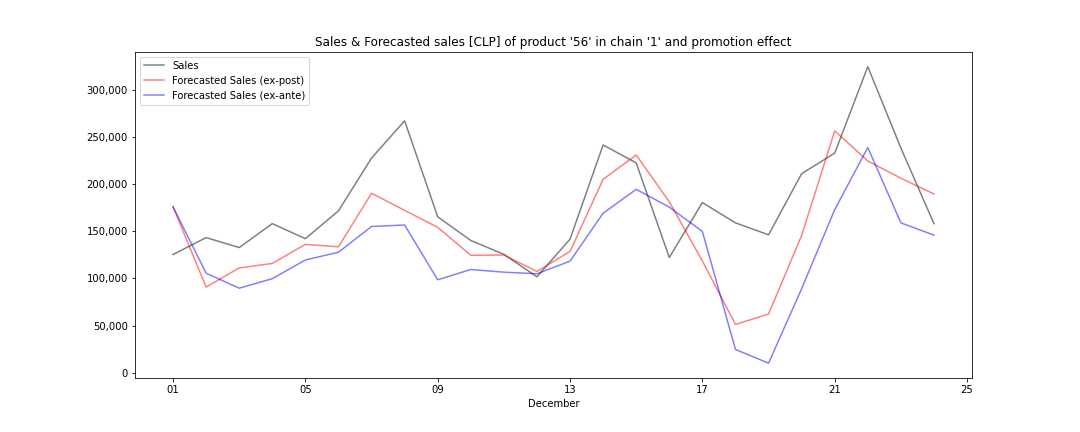 Sales & Forecasted sales [CLP] of product '56' in chain '1' and promotion effect
Sales
Forecasted Sales (ex-post)
Forecasted Sales (ex-ante)
300,000
250,000
200,000
150,000
100,000
50,000
0
01 05 09 13 17 21 25
December